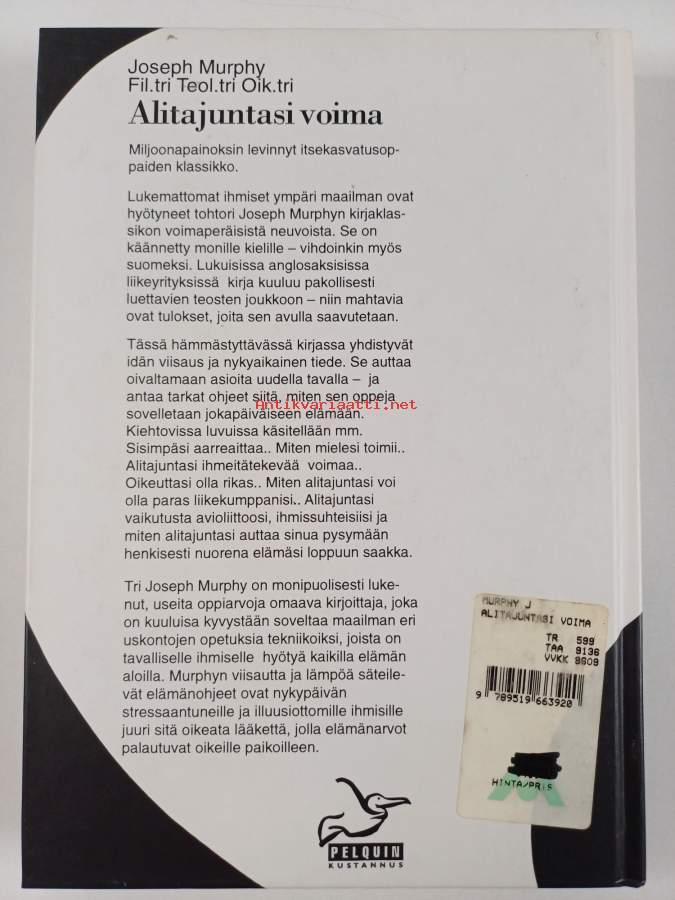 Joseph Murphy
Fil.tri Teol.tri Oik.tri
Alitajuntasi voima
Miljoonapainoksin levinnyt itsekasvatusop-
paiden klassikko.
Lukemattomat ihmiset ympäri maailman ovat
hyötyneet tohtori Joseph Murphyn kirjaklas-
sikon voimaperäisistä neuvoista. Se on
käännetty monille kielille – vihdoinkin myös
suomeksi. Lukuisissa anglosaksisissa
liikeyrityksissä kirja kuuluu pakollisesti
luettavien teosten joukkoon – niin mahtavia
ovat tulokset, joita sen avulla saavutetaan.
Tässä hämmästyttävässä kirjassa yhdistyvät
idän viisaus ja nykyaikainen tiede. Se auttaa
oivaltamaan asioita uudella tavalla – ja
antaa tarkat ohjeet siitä, miten sen oppeja
Antikvariaatti.net
sovelletaan jokapäiväiseen elämään.
Kiehtovissa luvuissa käsitellään mm.
Sisimpäsi aarreaittaa.. Miten mielesi toimii..
Alitajuntasi ihmeitätekevää voimaa..
Oikeuttasi olla rikas.. Miten alitajuntasi voi
olla paras liikekumppanisi.. Alitajuntasi
vaikutusta avioliittoosi, ihmissuhteisiisi ja
miten alitajuntasi auttaa sinua pysymään
henkisesti nuorena elämäsi loppuun saakka.
Tri Joseph Murphy on monipuolisesti luke-
nut, useita oppiarvoja omaava kirjoittaja, joka
on kuuluisa kyvystään soveltaa maailman eri
uskontojen opetuksia tekniikoiksi, joista on
tavalliselle ihmiselle hyötyä kaikilla elämän
aloilla. Murphyn viisautta ja lämpöä säteile-
vät elämänohjeet ovat nykypäivän
stressaantuneille ja illuusiottomille ihmisille
juuri sitä oikeata lääkettä, jolla elämänarvot
palautuvat oikeille paikoilleen.
MURPHY J
ALITAJUNTASI VOIMA
TR 599
TAA 9136
VVKK 9609
9 789519 663920
HINTA/PRIS
PELQUIN
KUSTANNUS